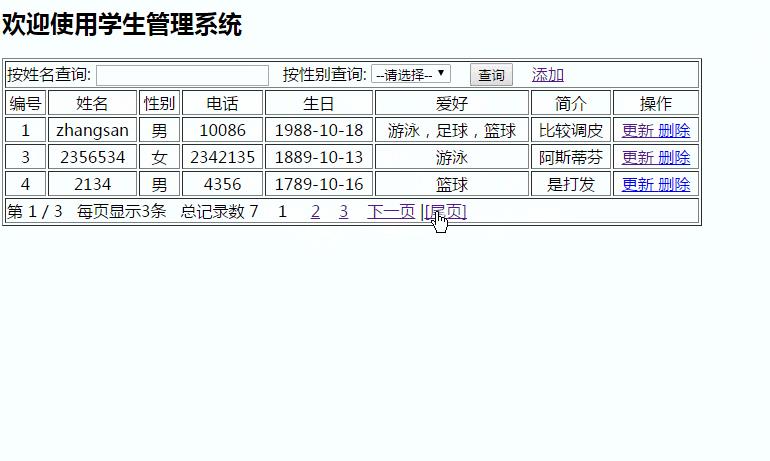 欢迎使用学生管理系统
按姓名查询: 按性别查询: --请选择-- 查询 添加
编号 姓名 性别 电话 生日 爱好 简介 操作
1 zhangsan 男 10086 1988-10-18 游泳，足球，篮球 比较调皮 更新 删除
3 2356534 女 2342135 1889-10-13 游泳 阿斯蒂芬 更新 删除
4 2134 男 4356 1789-10-16 篮球 是打发 更新 删除
第 1 / 3 每页显示3条 总记录数 7 1 2 3 下一页 |[尾页]